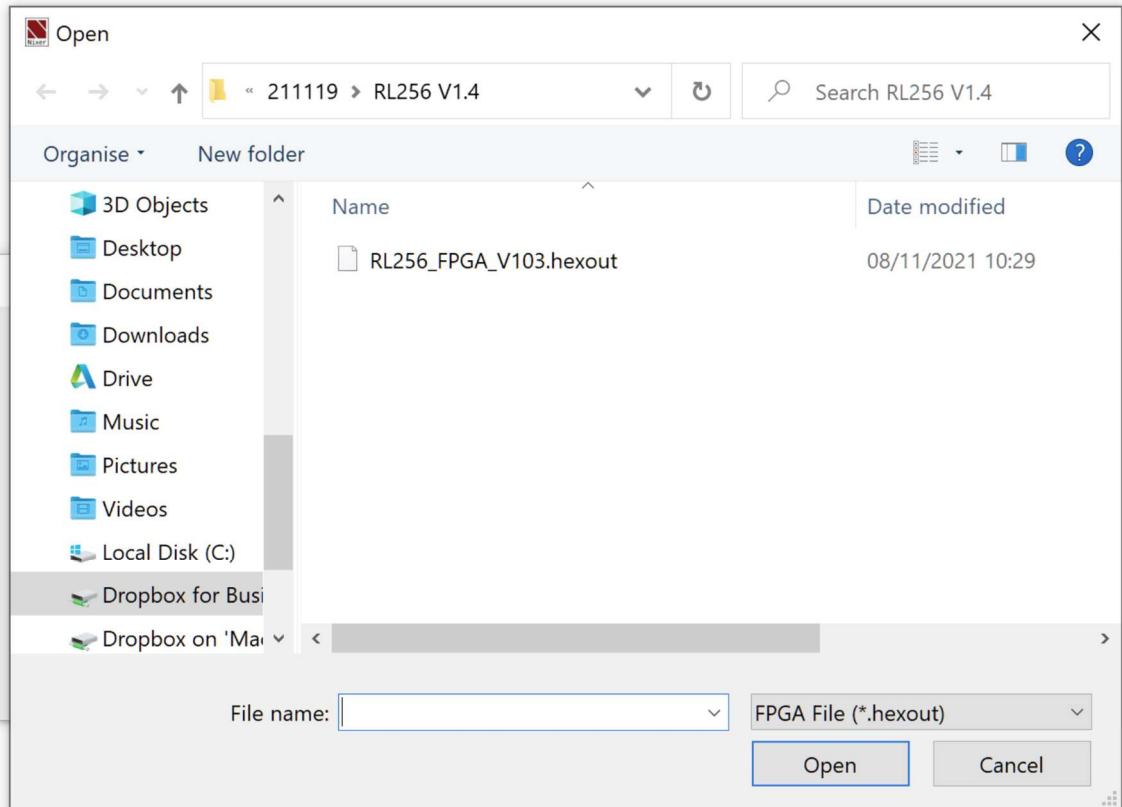 Nixer
Open
« 211119 > RL256 V1.4
Search RL256 V1.4
Organise
New folder
?
Name
Date modified
3D Objects
Desktop
Documents
Downloads
Drive
Music
Pictures
Videos
Local Disk (C:)
Dropbox for Busi
Dropbox on 'Mac
RL256_FPGA_V103.hexout
08/11/2021 10:29
File name:
FPGA File (*.hexout)
Open
Cancel